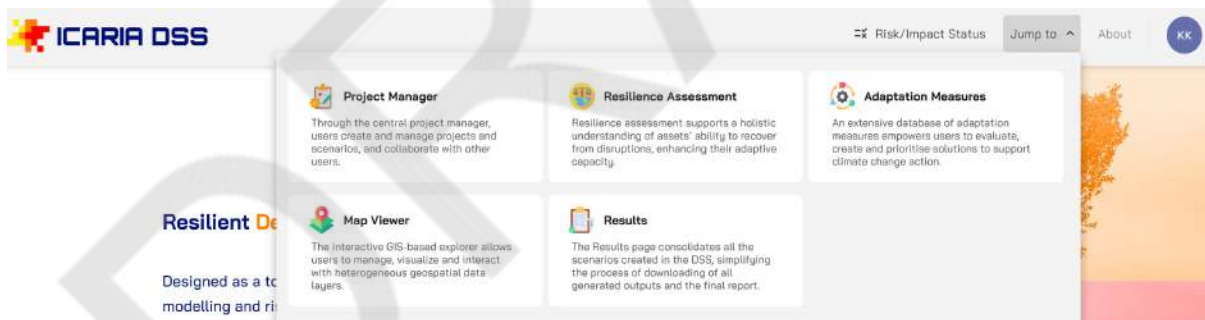 ICARIA DSS
Risk/Impact Status
Jump to
About
KK
Project Manager
Through the central project manager,
users create and manage projects and
scenarios, and collaborate with other
users.
Resilience Assessment
Resilience assessment supports a holistic
understanding of assets' ability to recover
from disruptions, enhancing their adaptive
capacity.
Adaptation Measures
An extensive database of adaptation
measures empowers users to evaluate,
create and prioritise solutions to support
climate change action.
Map Viewer
The interactive GIS-based explorer allows
users to manage, visualize and interact
with heterogeneous geospatial data
layers.
Results
The Results page consolidates all the
scenarios created in the DSS, simplifying
the process of downloading of all
generated outputs and the final report.
Resilient De
Designed as a to
modelling and ri